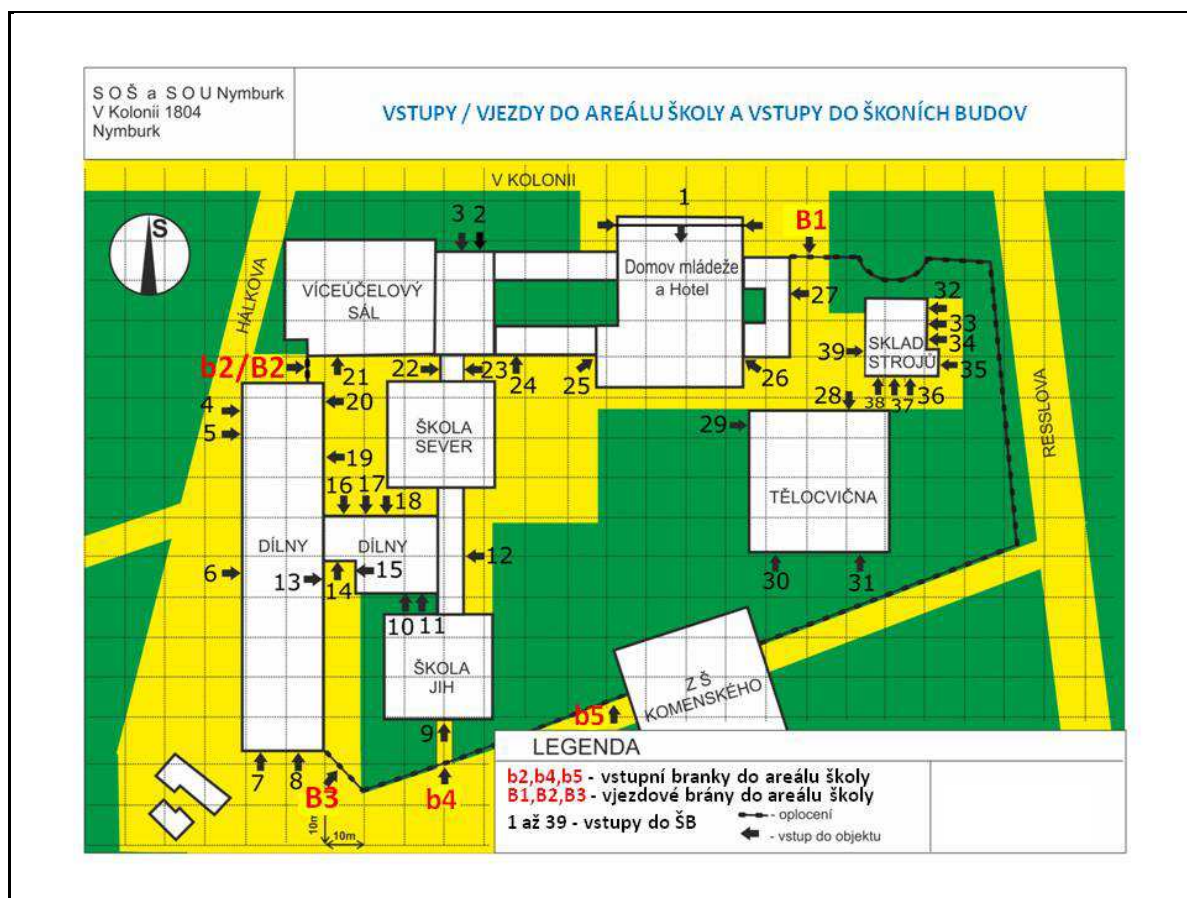 S O Š a S O U Nymburk
V Kolonii 1804
Nymburk
VSTUPY / VJEZDY DO AREÁLU ŠKOLY A VSTUPY DO ŠKONÍCH BUDOV
V KOLONII
S
HÁLKOVA
RESSLOVA
3 2
1
B1
VÍCEÚČELOVÝ
SÁL
Domov mládeže
a Hotel
27
32
33
34
35
39
SKLAD
STROJŮ
38 37 36
b2/B2
21
22
23
24
25
26
28
29
4
5
20
19
ŠKOLA
SEVER
TĚLOCVIČNA
16 17
18
DÍLNY
DÍLNY
12
6
13
14
15
30
31
10 11
ŠKOLA
JIH
Z Š
KOMENSKÉHO
b5
9
7
8
B3
b4
10m
10m
LEGENDA
b2,b4,b5 - vstupní branky do areálu školy
B1,B2,B3 - vjezdové brány do areálu školy
1 až 39 - vstupy do ŠB
- oplocení
- vstup do objektu